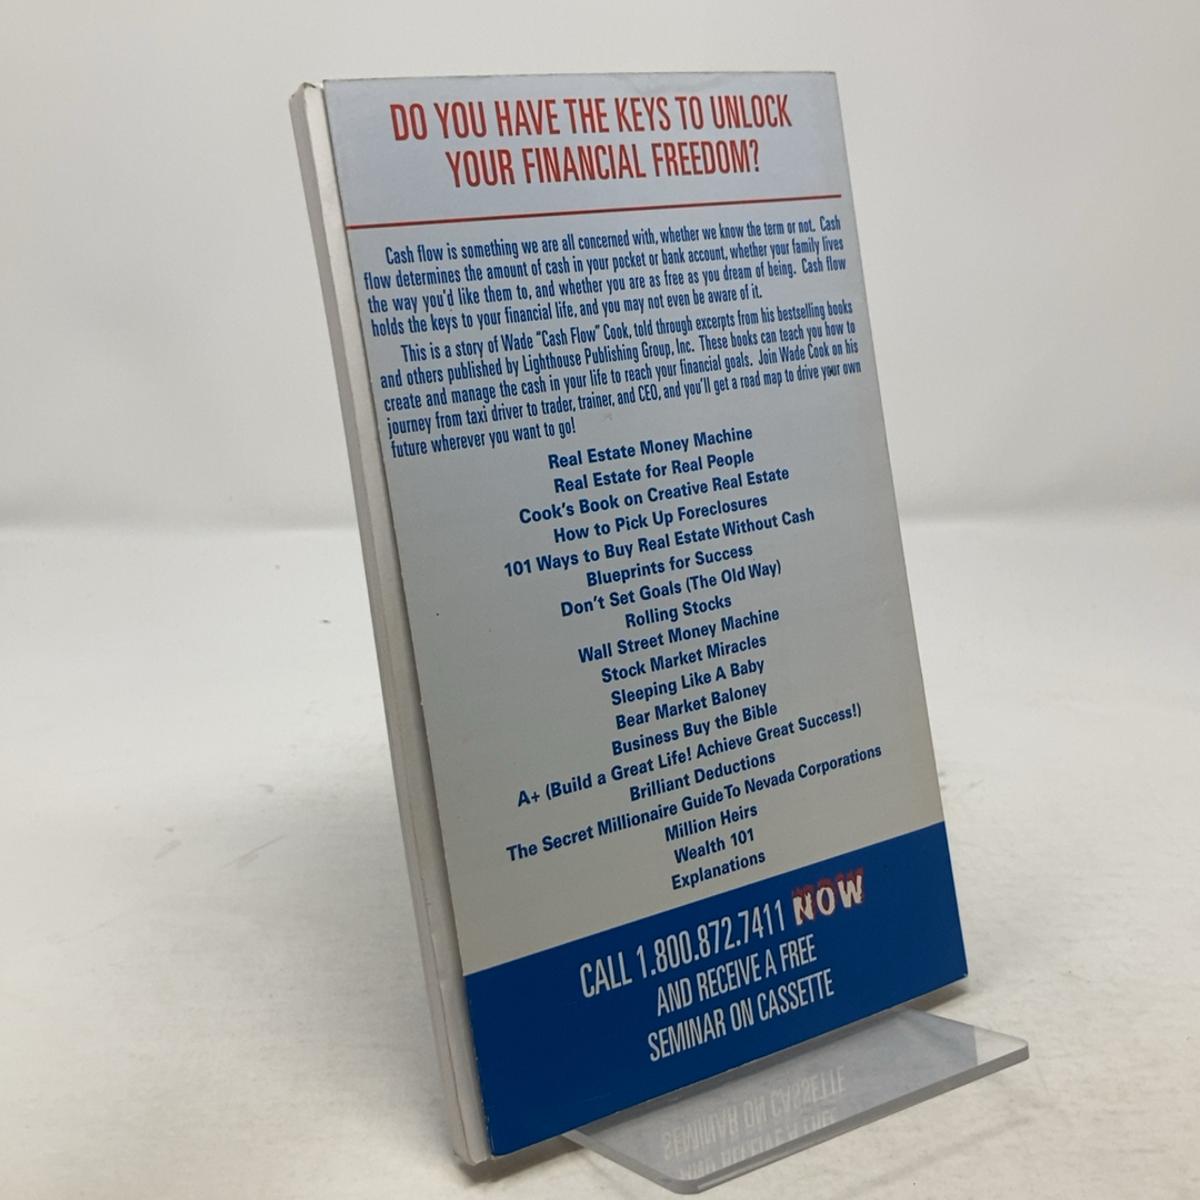 DO YOU HAVE THE KEYS TO UNLOCK
YOUR FINANCIAL FREEDOM?
Cash flow is something we are all concerned with, whether we know the term or not. Cash
flow determines the amount of cash in your pocket or bank account, whether your family lives
the way you'd like them to, and whether you are as free as you dream of being. Cash flow
holds the keys to your financial life, and you may not even be aware of it.
This is a story of Wade "Cash Flow" Cook, told through excerpts from his bestselling books
and others published by Lighthouse Publishing Group, Inc. These books can teach you how to
create and manage the cash in your life to reach your financial goals. Join Wade Cook on his
journey from taxi driver to trader, trainer, and CEO, and you'll get a road map to drive your own
future wherever you want to go!
Real Estate Money Machine
Real Estate for Real People
Cook's Book on Creative Real Estate
How to Pick Up Foreclosures
101 Ways to Buy Real Estate Without Cash
Blueprints for Success
Don't Set Goals (The Old Way)
Rolling Stocks
Wall Street Money Machine
Stock Market Miracles
Sleeping Like A Baby
Bear Market Baloney
Business Buy the Bible
A+ (Build a Great Life! Achieve Great Success!)
Brilliant Deductions
The Secret Millionaire Guide To Nevada Corporations
Million Heirs
Wealth 101
Explanations
CALL 1.800.872.7411 NOW
AND RECEIVE A FREE
SEMINAR ON CASSETTE